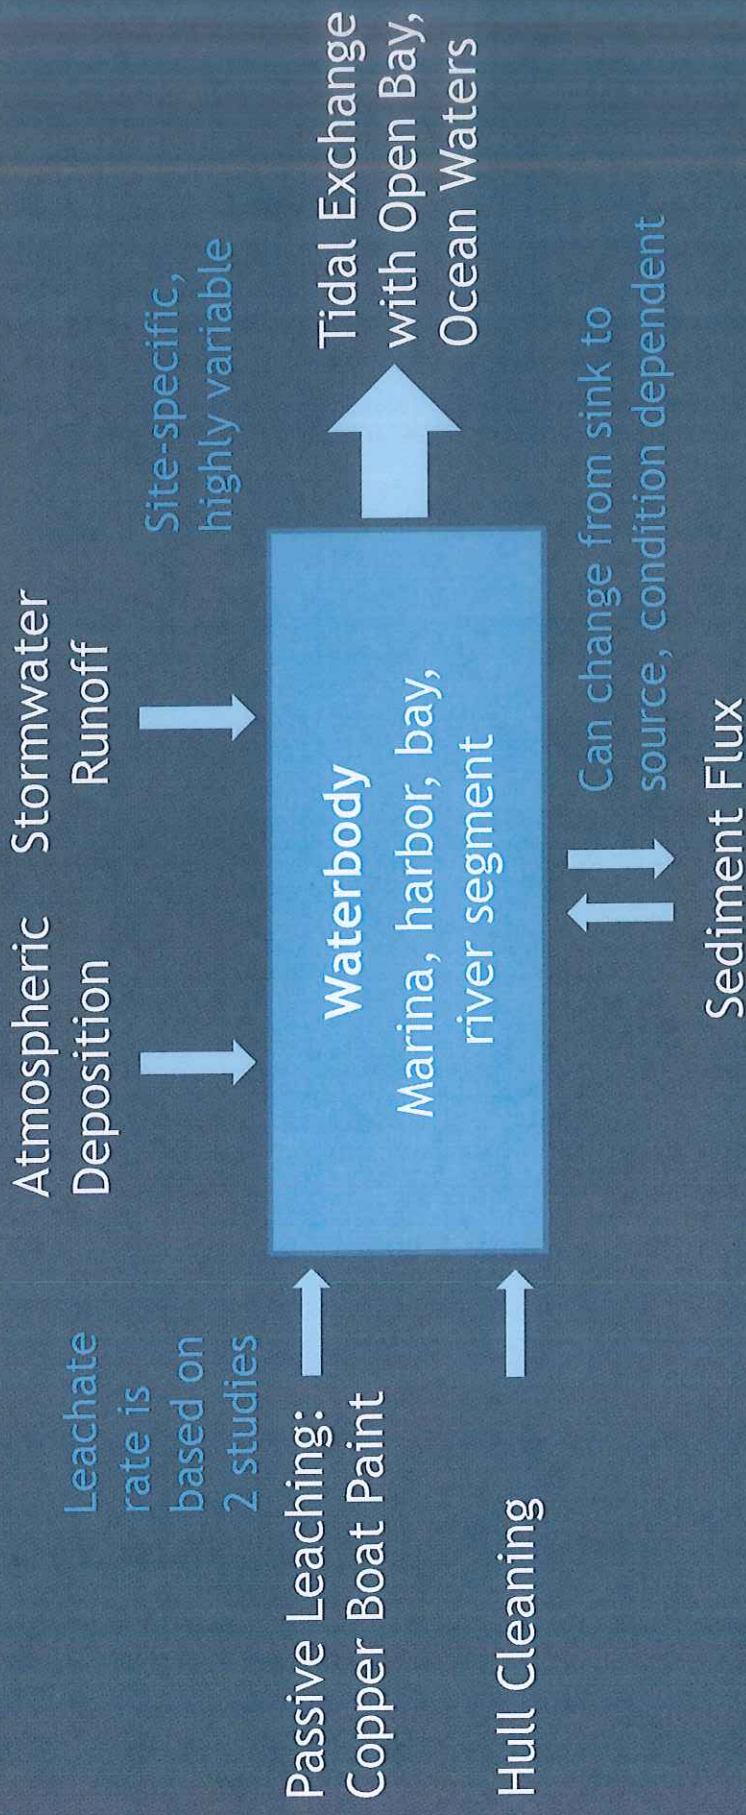 Atmospheric
Deposition
Stormwater
Runoff
Leachate
rate is
based on
2 studies
Site-specific,
highly variable
Passive Leaching:
Copper Boat Paint
Hull Cleaning
Waterbody
Marina, harbor, bay,
river segment
Tidal Exchange
with Open Bay,
Ocean Waters
Can change from sink to
source, condition dependent
Sediment Flux